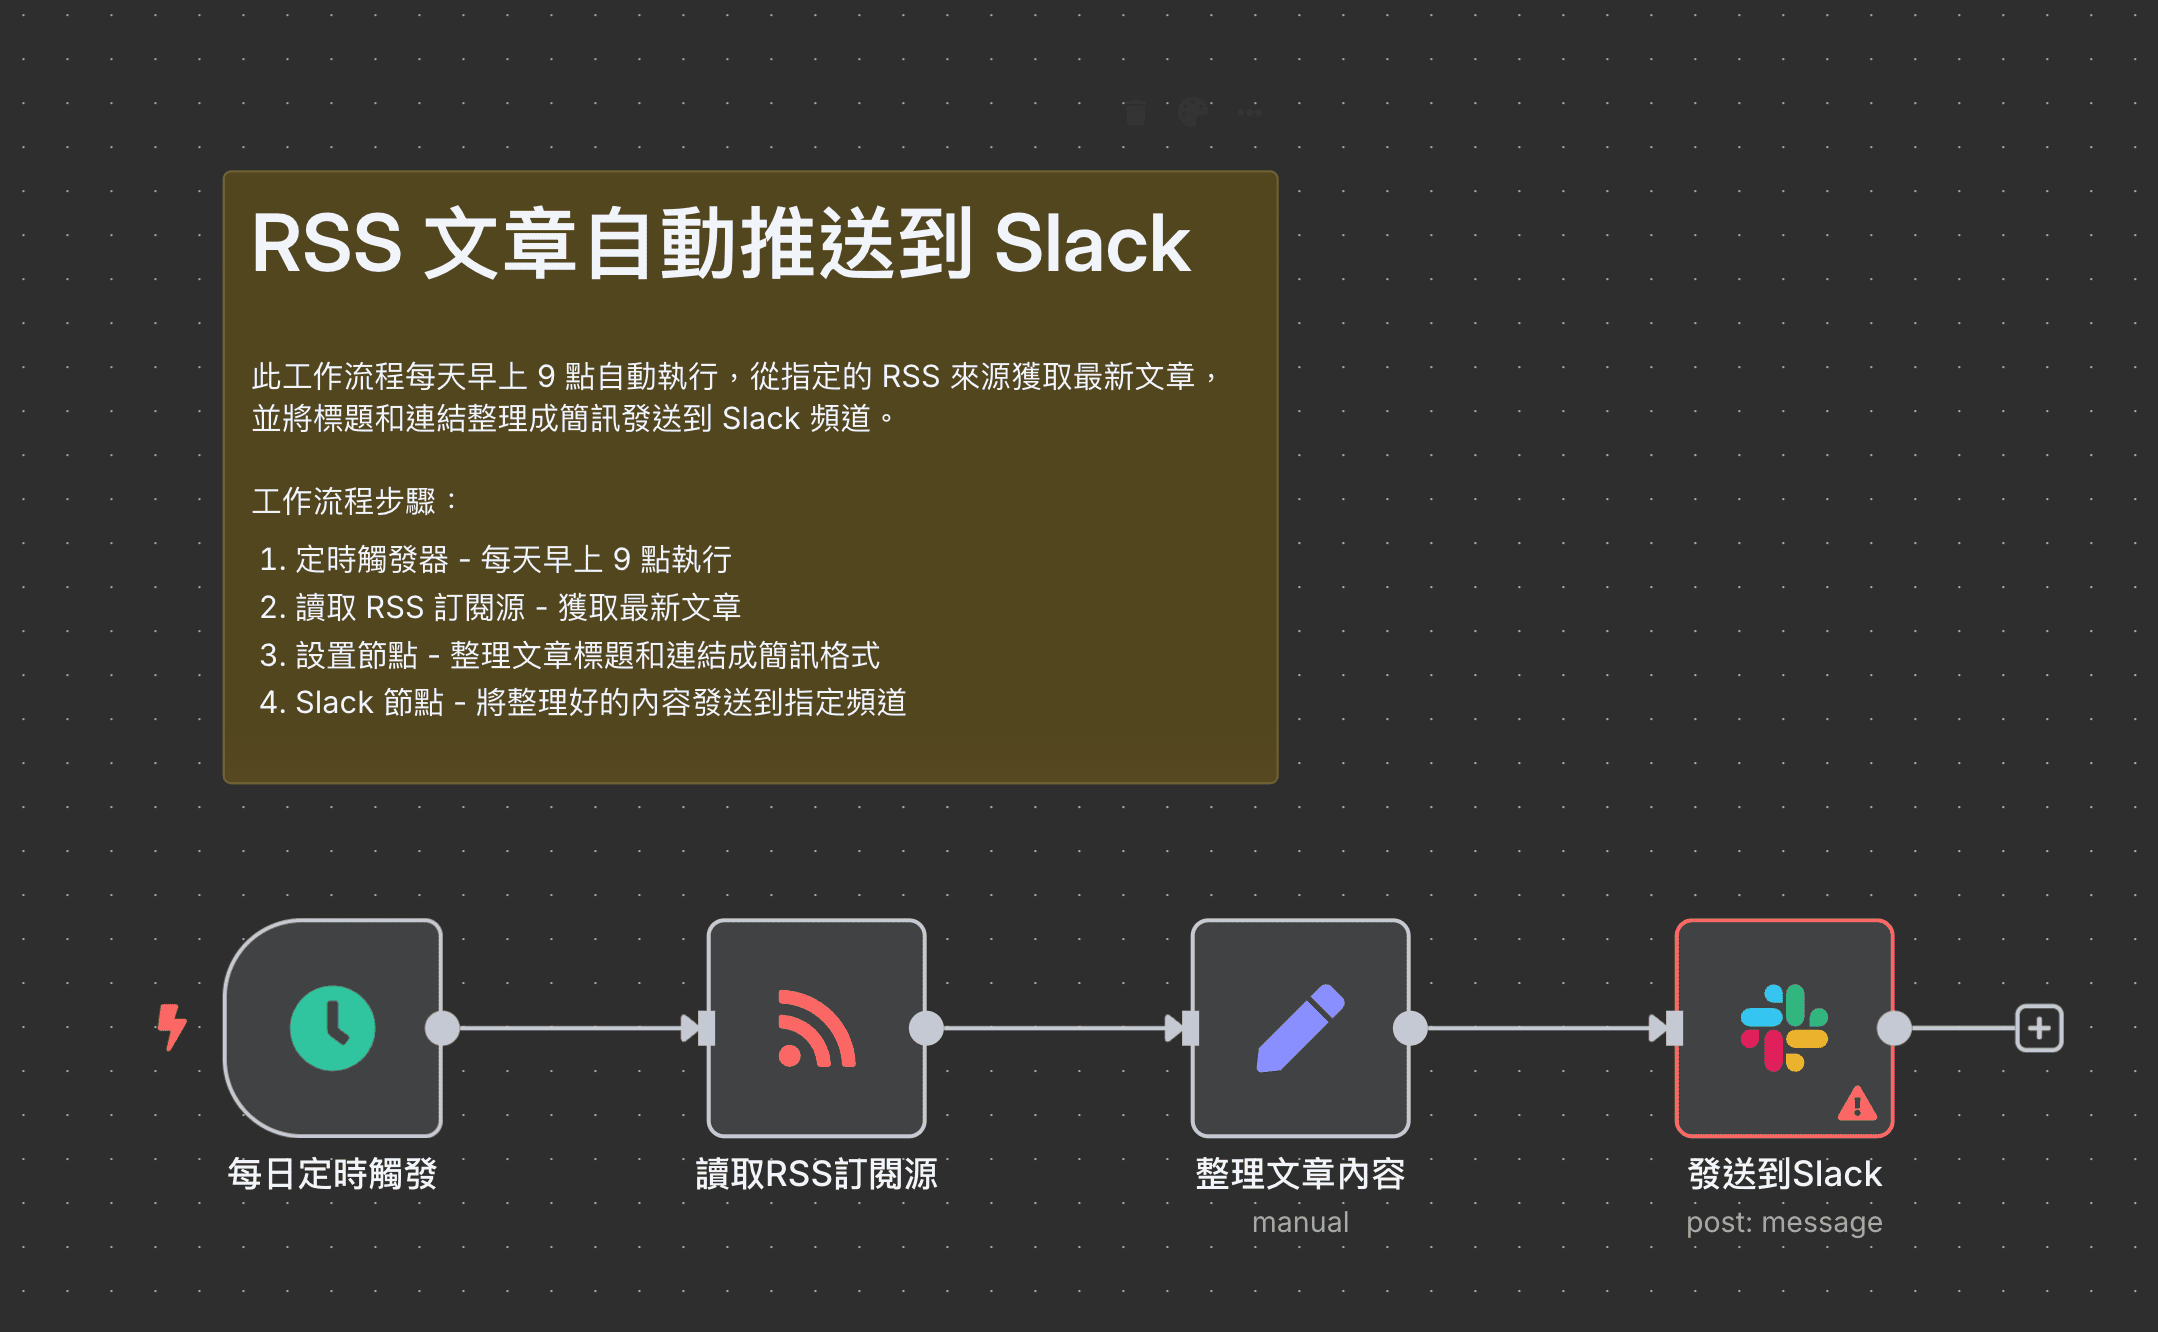 RSS 文章自動推送到 Slack
此工作流程每天早上 9 點自動執行，從指定的 RSS 來源獲取最新文章，
並將標題和連結整理成簡訊發送到 Slack 頻道。
工作流程步驟：
1. 定時觸發器 - 每天早上 9 點執行
2. 讀取 RSS 訂閱源 - 獲取最新文章
3. 設置節點 - 整理文章標題和連結成簡訊格式
4. Slack 節點 - 將整理好的內容發送到指定頻道
每日定時觸發
讀取RSS訂閱源
整理文章內容
manual
發送到Slack
post: message